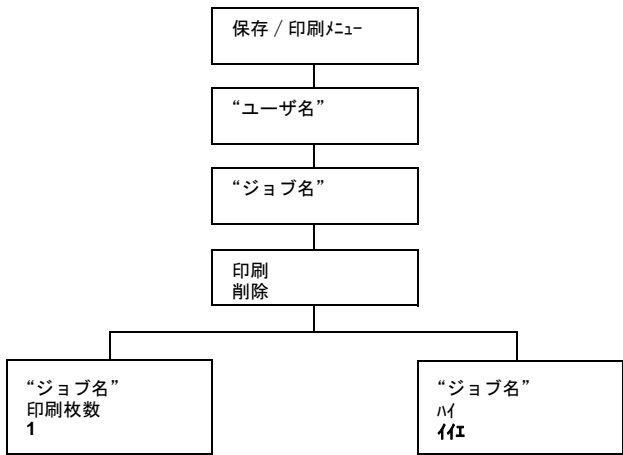 保存 / 印刷ﾒﾆｭｰ
“ユーザ名”
“ジョブ名”
印刷
削除
“ジョブ名”
印刷枚数
1
“ジョブ名”
ﾊｲ
ｲｲｴ